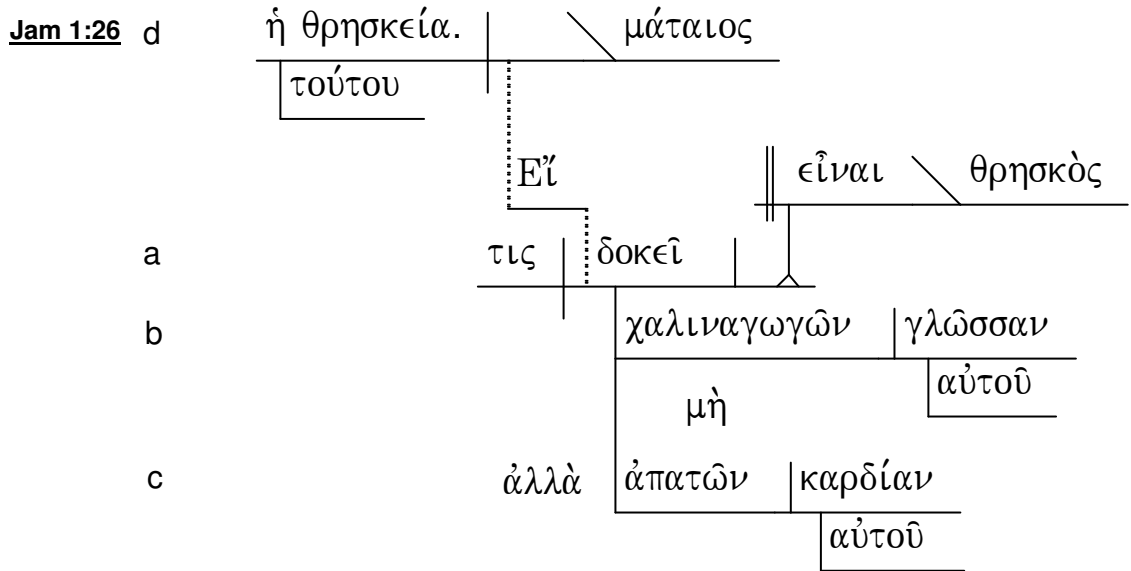 Jam 1:26 d ἡ θρησκεία. μάταιος
τούτου
Εἴ εἶναι θρησκὸς
a τις δοκεῖ
b χαλιναγωγῶν γλῶσσαν
αὐτοῦ
μὴ
c ἀλλὰ ἀπατῶν καρδίαν
αὐτοῦ